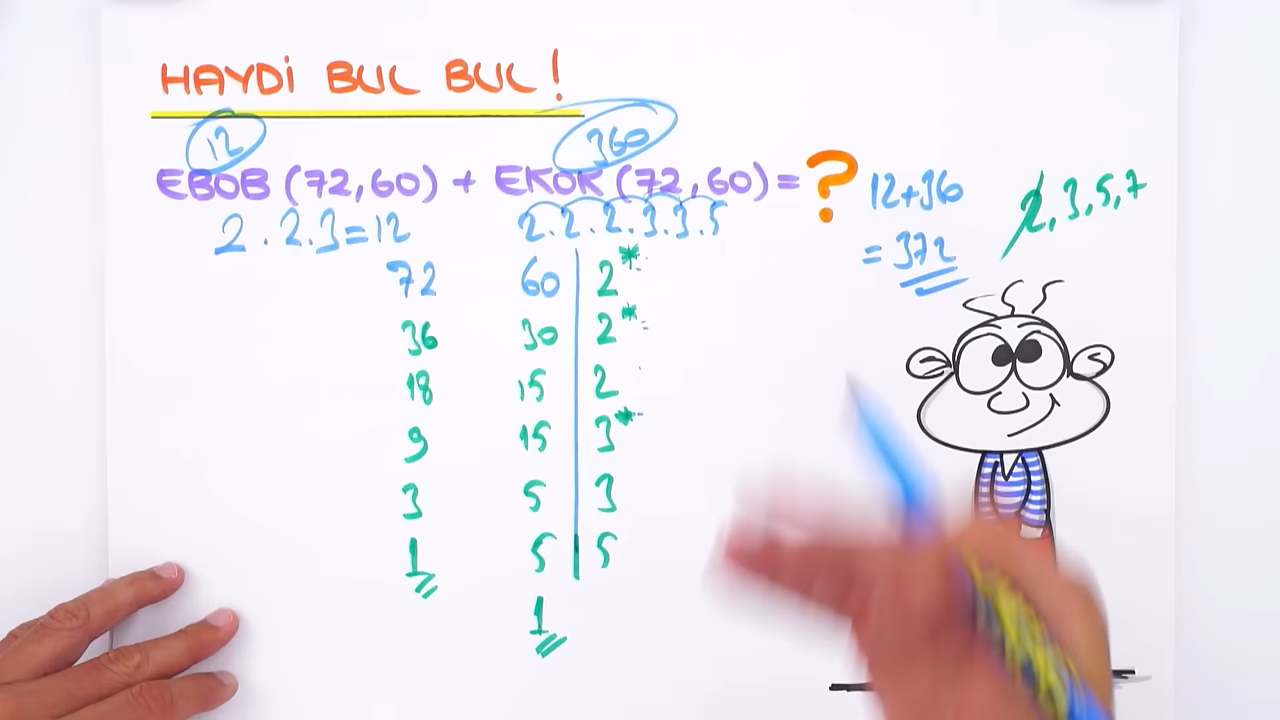 HAYDİ BUL BUL!
12 360
EBOB (72,60) + EKOK (72,60) = ?
12+36
= 372
2, 3, 5, 7
2 . 2.3=12
2.2.2.3.3.5
72 60 2*
36 30 2*
18 15 2
9 15 3*
3 5 3
1 5 5
1